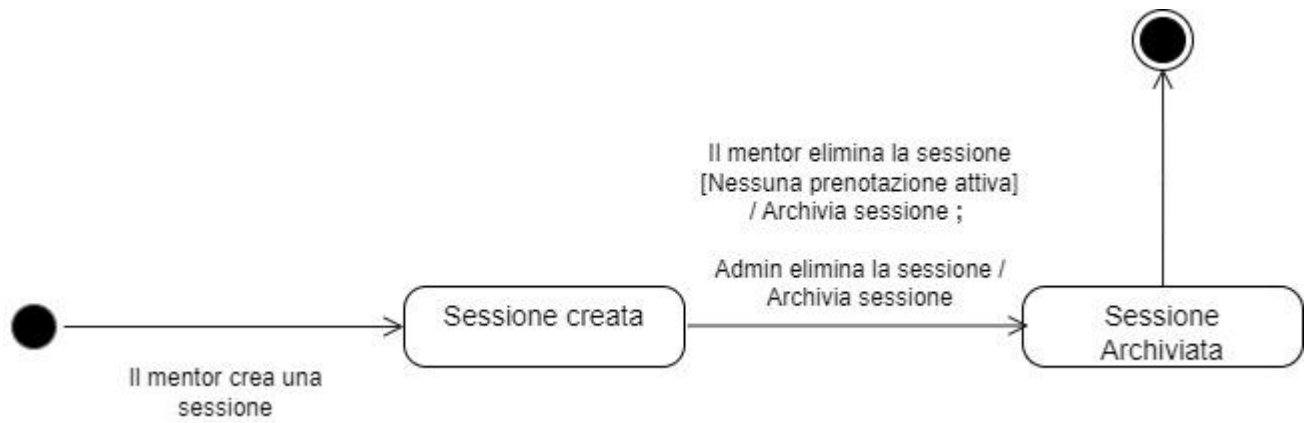 Il mentor elimina la sessione
[Nessuna prenotazione attiva]
/ Archivia sessione ;
Admin elimina la sessione /
Archivia sessione
Sessione creata
Sessione
Archiviata
Il mentor crea una
sessione